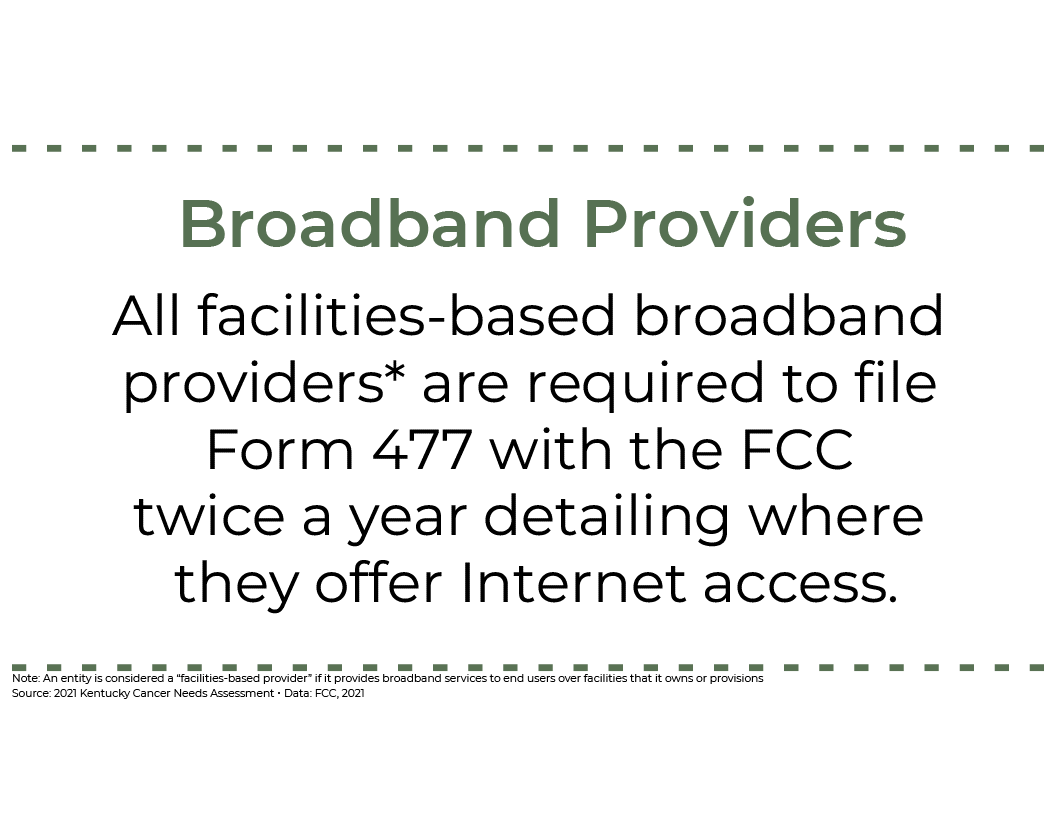 Broadband Providers
All facilities-based broadband
providers* are required to file
Form 477 with the FCC
twice a year detailing where
they offer Internet access.
Note: An entity is considered a “facilities-based provider” if it provides broadband services to end users over facilities that it owns or provisions
Source: 2021 Kentucky Cancer Needs Assessment • Data: FCC, 2021